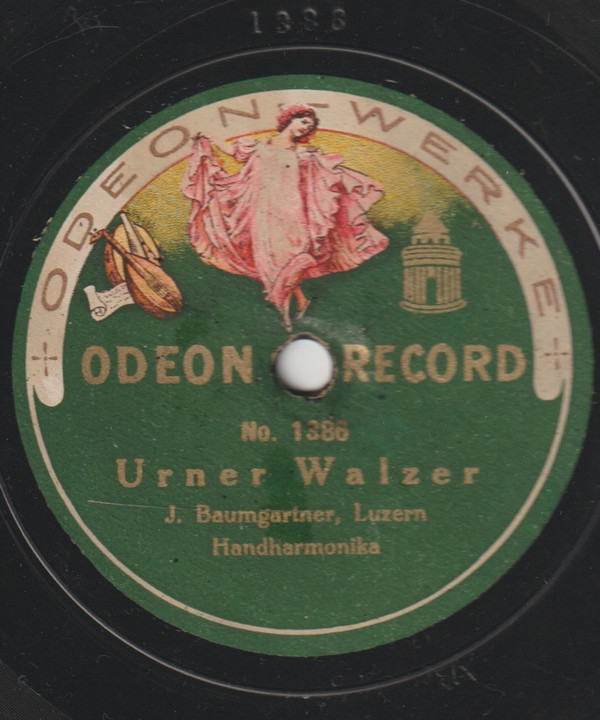 1386
ODEON-WERKE
ODEON RECORD
No. 1386
Urner Walzer
J. Baumgartner, Luzern
Handharmonika